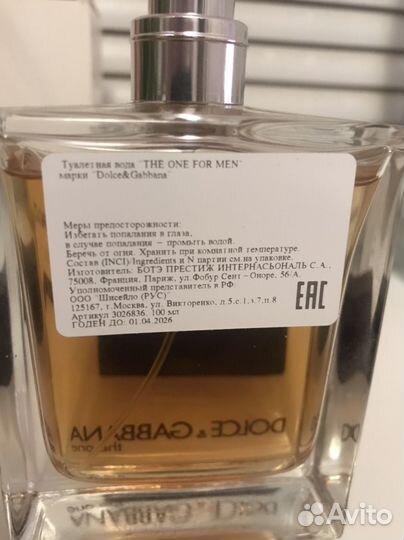 Туалетная вода "THE ONE FOR MEN"
марки "Dolce&Gabbana"
Меры предосторожности:
Избегать попадания в глаза,
в случае попадания – промыть водой.
Беречь от огня. Хранить при комнатной температуре.
Состав (INCI)/Ingredients и N партии см.на упаковке.
Изготовитель: БОТЭ ПРЕСТИЖ ИНТЕРНАСЬОНАЛЬ С.А.,
75008, Франция, Париж, ул.Фобур Сент - Оноре, 56/А.
Уполномоченный представитель в РФ:
ООО "Шисейдо (РУС)"
125167, г.Москва, ул. Викторенко, д.5,с.1,э.7,п.8
Артикул 3026836, 100 мл
ГОДЕН ДО: 01.04.2026
EAC
DOLCE & GABBANA
the one
DOLCE & GABBANA
Avito